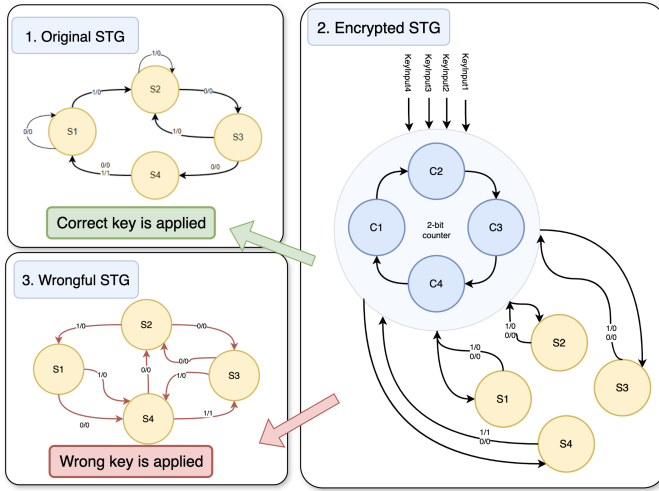 1. Original STG
1/0
S2
1/0
0/0
0/0
S1
1/0
S3
0/0
1/1
S4
0/0
Correct key is applied
3. Wrongful STG
S2
1/0
0/0
S1
1/0
0/0
0/0
1/0
S3
0/0
S4
1/1
Wrong key is applied
2. Encrypted STG
KeyInput4
KeyInput3
KeyInput2
KeyInput1
C2
C1
2-bit
counter
C3
C4
1/0
0/0
S2
1/0
0/0
S3
1/0
0/0
S1
1/1
0/0
S4